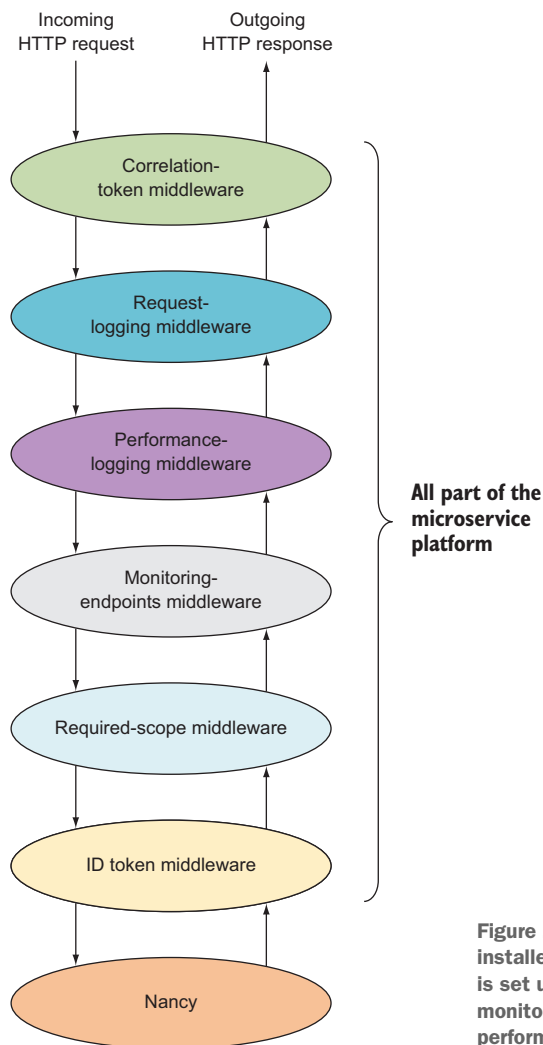 Incoming
HTTP request
Outgoing
HTTP response
Correlation-
token middleware
Request-
logging middleware
Performance-
logging middleware
Monitoring-
endpoints middleware
Required-scope middleware
ID token middleware
Nancy
All part of the
microservice
platform
Figure
installe
is set u
monito
perform